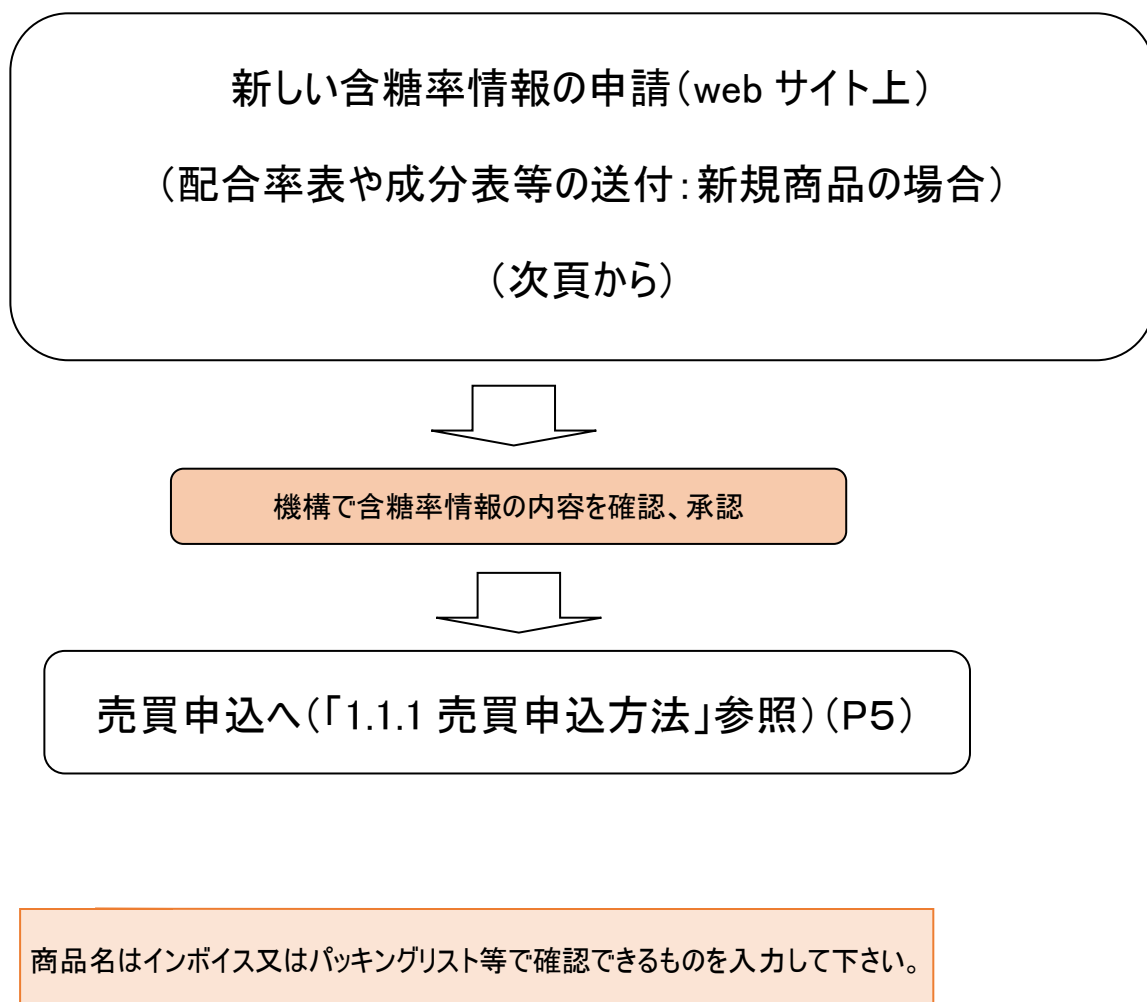 新しい含糖率情報の申請（web サイト上）
（配合率表や成分表等の送付：新規商品の場合）
（次頁から）
機構で含糖率情報の内容を確認、承認
売買申込へ（「1.1.1 売買申込方法」参照）（P５）
商品名はインボイス又はパッキングリスト等で確認できるものを入力して下さい。